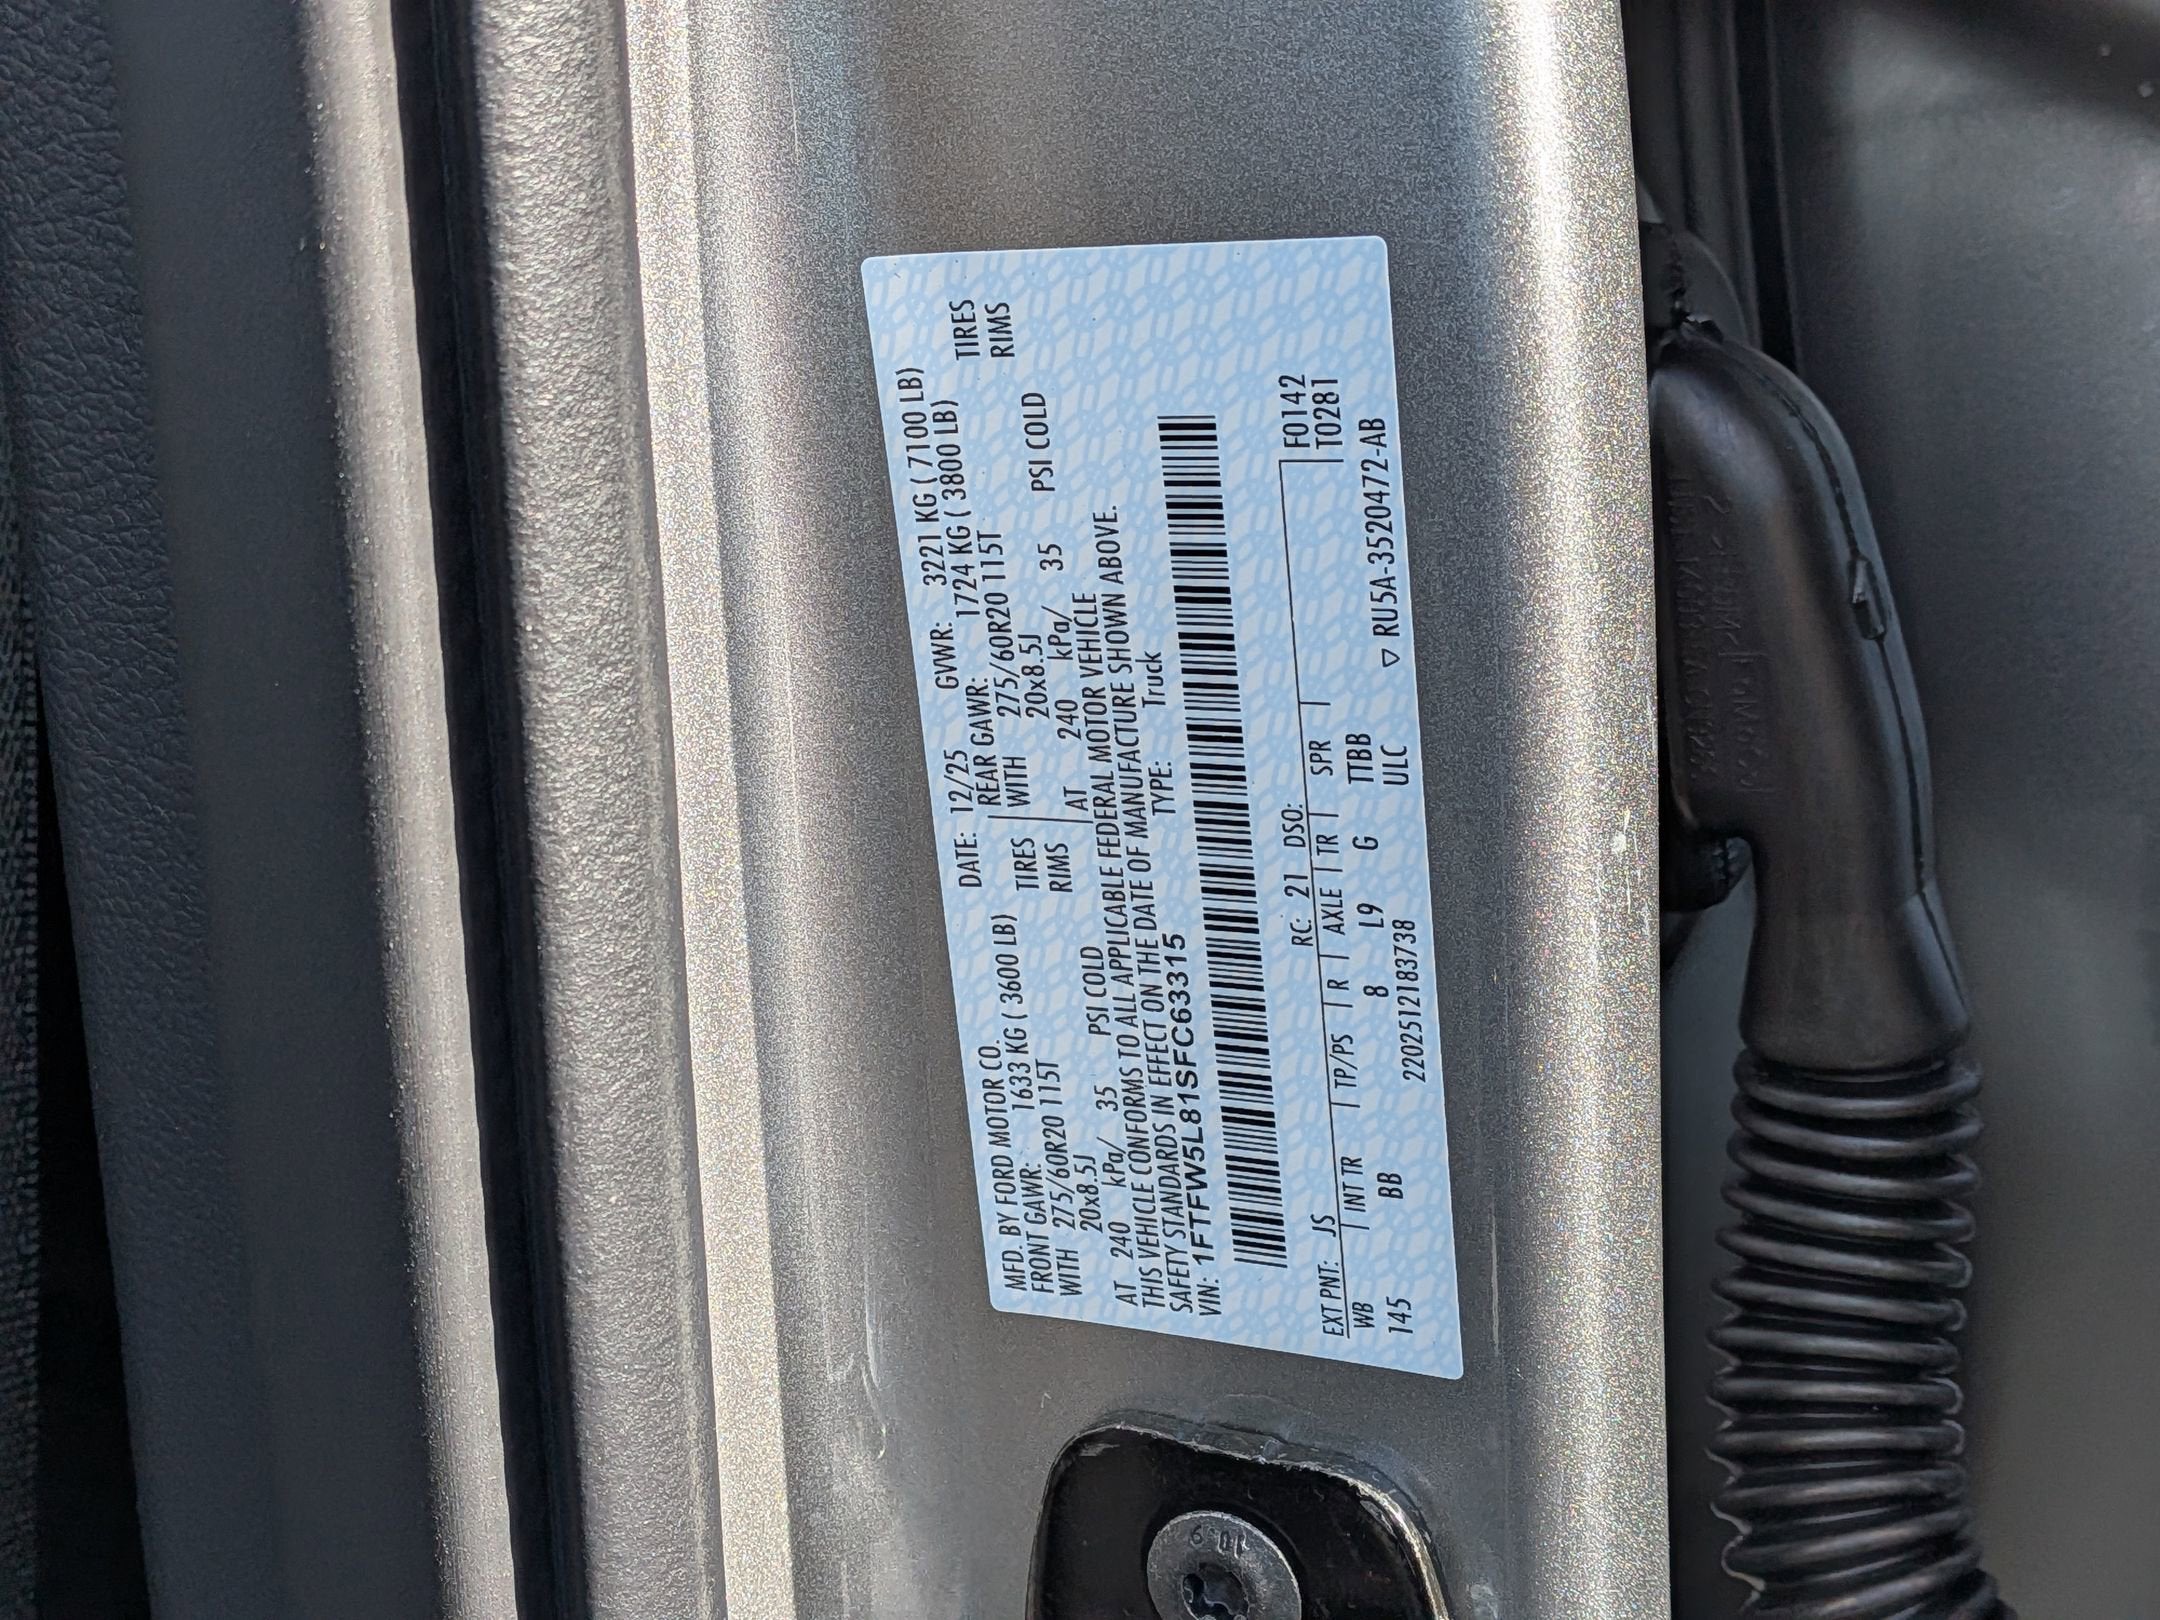 MFD. BY FORD MOTOR CO. DATE: 12/25 GVWR: 3221 KG ( 7100 LB)
FRONT GAWR: 1633 KG ( 3600 LB) REAR GAWR: 1724 KG ( 3800 LB)
WITH 275/60R20 115T TIRES WITH 275/60R20 115T TIRES
20x8.5J RIMS 20x8.5J RIMS
AT 240 kPa/ 35 PSI COLD AT 240 kPa/ 35 PSI COLD
THIS VEHICLE CONFORMS TO ALL APPLICABLE FEDERAL MOTOR VEHICLE
SAFETY STANDARDS IN EFFECT ON THE DATE OF MANUFACTURE SHOWN ABOVE.
VIN: 1FTFW5L81SFC63315 TYPE: Truck
EXT PNT: JS RC: 21 DSO: F0142
WB INT TR TP/PS R AXLE TR SPR T0281
145 BB 8 L9 G TTBB
2202512183738 ULC ▽ RU5A-3520472-AB